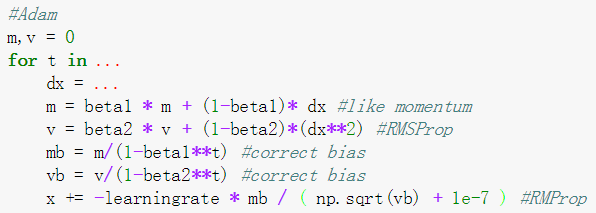 #Adam
m,v = 0
for t in ...
    dx = ...
    m = beta1 * m + (1-beta1)* dx #like momentum
    v = beta2 * v + (1-beta2)*(dx**2) #RMSProp
    mb = m/(1-beta1**t) #correct bias
    vb = v/(1-beta2**t) #correct bias
    x += -learningrate * mb / ( np.sqrt(vb) + 1e-7 ) #RMProp